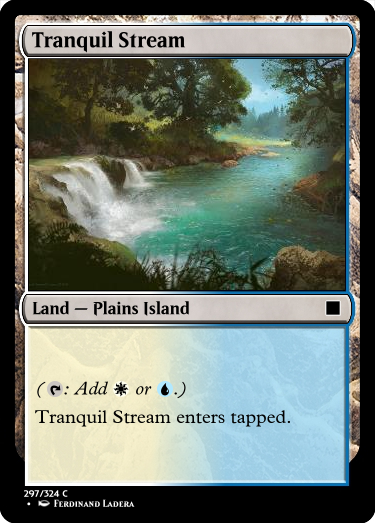 Tranquil Stream
Land — Plains Island
(: Add or .)
Tranquil Stream enters tapped.
297/324 C
• Ferdinand Ladera